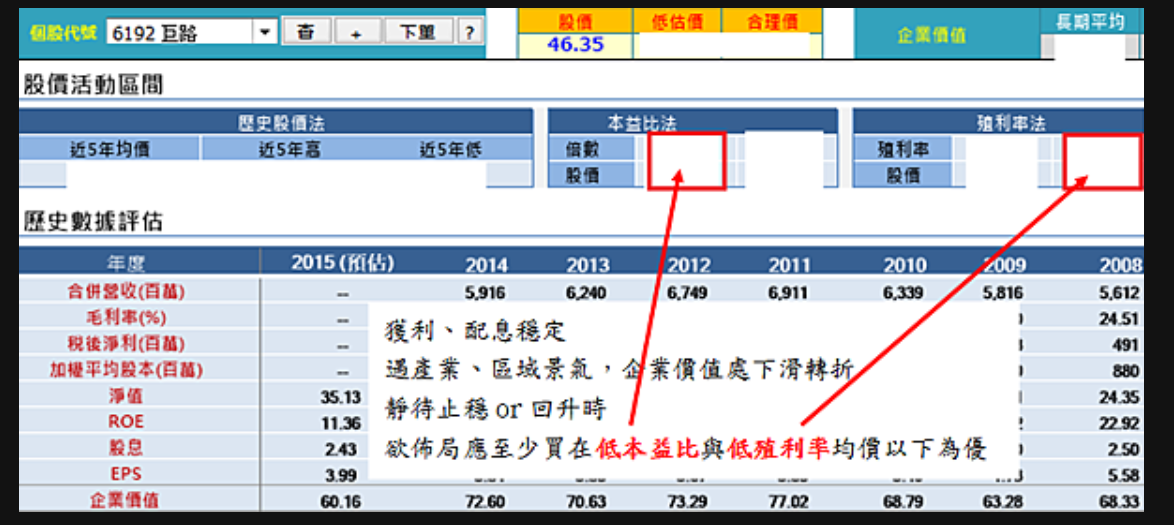 個股代號 6192 巨路 查 + 下單 ? 股價 低估價 合理價 企業價值 長期平均
46.35
股價活動區間
歷史股價法 本益比法 殖利率法
近5年均價 近5年高 近5年低 倍數 殖利率
股價 股價
歷史數據評估
年度 2015(預估) 2014 2013 2012 2011 2010 2009 2008
合併營收(百萬) -- 5,916 6,240 6,749 6,911 6,339 5,816 5,612
毛利率(%) -- 24.51
稅後淨利(百萬) -- 491
加權平均股本(百萬) -- 880
淨值 35.13 24.35
ROE 11.36 22.92
股息 2.43 2.50
EPS 3.99 5.58
企業價值 60.16 72.60 70.63 73.29 77.02 68.79 63.28 68.33
獲利、配息穩定
遇產業、區域景氣，企業價值處下滑轉折
靜待止穩 or 回升時
欲佈局應至少買在低本益比與低殖利率均價以下為優